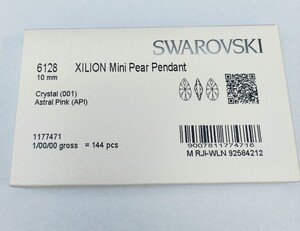 SWAROVSKI
6128 XILION Mini Pear Pendant
10 mm
Crystal (001)
Astral Pink (API)
1177471
1/00/00 gross = 144 pcs
9007811774716
M RJI-WLN 92584212